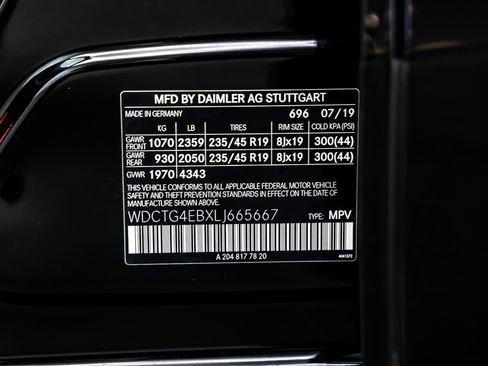 MFD BY DAIMLER AG STUTTGART
MADE IN GERMANY 696 07/19
KG LB TIRES RIM SIZE COLD KPA (PSI)
GAWR FRONT 1070 2359 235/45 R19 8Jx19 300(44)
GAWR REAR 930 2050 235/45 R19 8Jx19 300(44)
GVWR 1970 4343
THIS VEHICLE CONFORMS TO ALL APPLICABLE FEDERAL MOTOR VEHICLE
SAFETY AND THEFT PREVENTION STANDARDS IN EFFECT ON THE DATE OF
MANUFACTURE SHOWN ABOVE.
WDCTG4EBXLJ665667 TYPE: MPV
A 204 817 78 20